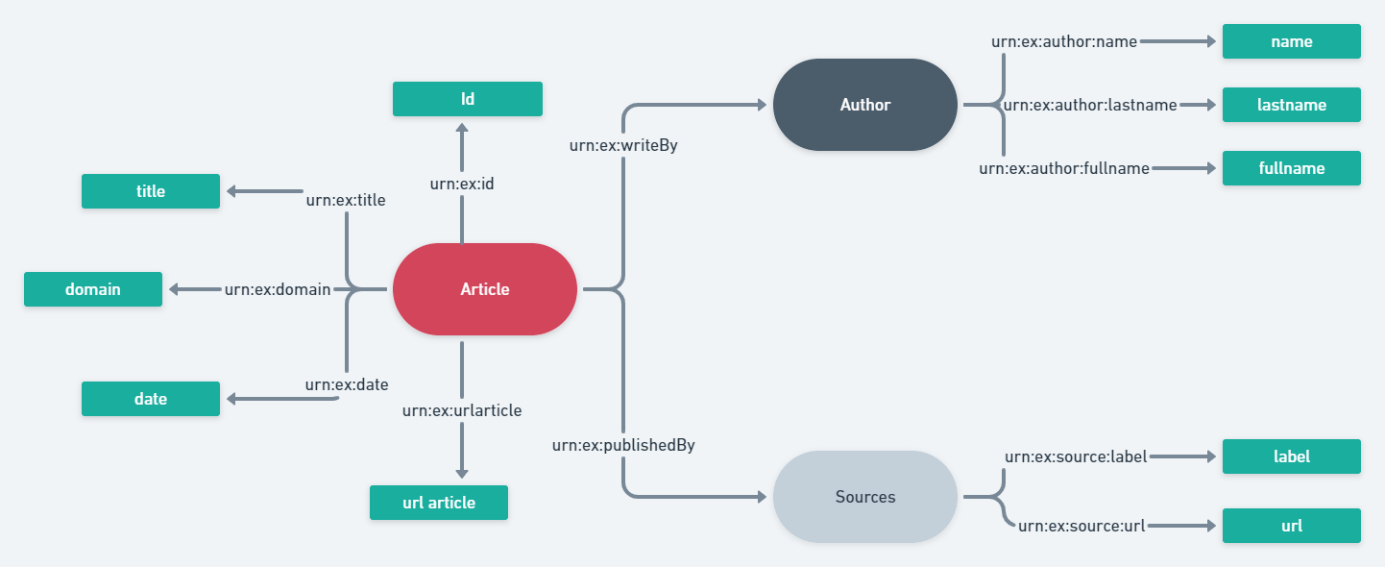 urn:ex:author:name
name
Id
Author
urn:ex:author:lastname
lastname
urn:ex:writeBy
urn:ex:author:fullname
fullname
urn:ex:id
title
urn:ex:title
domain
urn:ex:domain
Article
date
urn:ex:date
urn:ex:urlarticle
urn:ex:publishedBy
urn:ex:source:label
label
url article
Sources
urn:ex:source:url
url